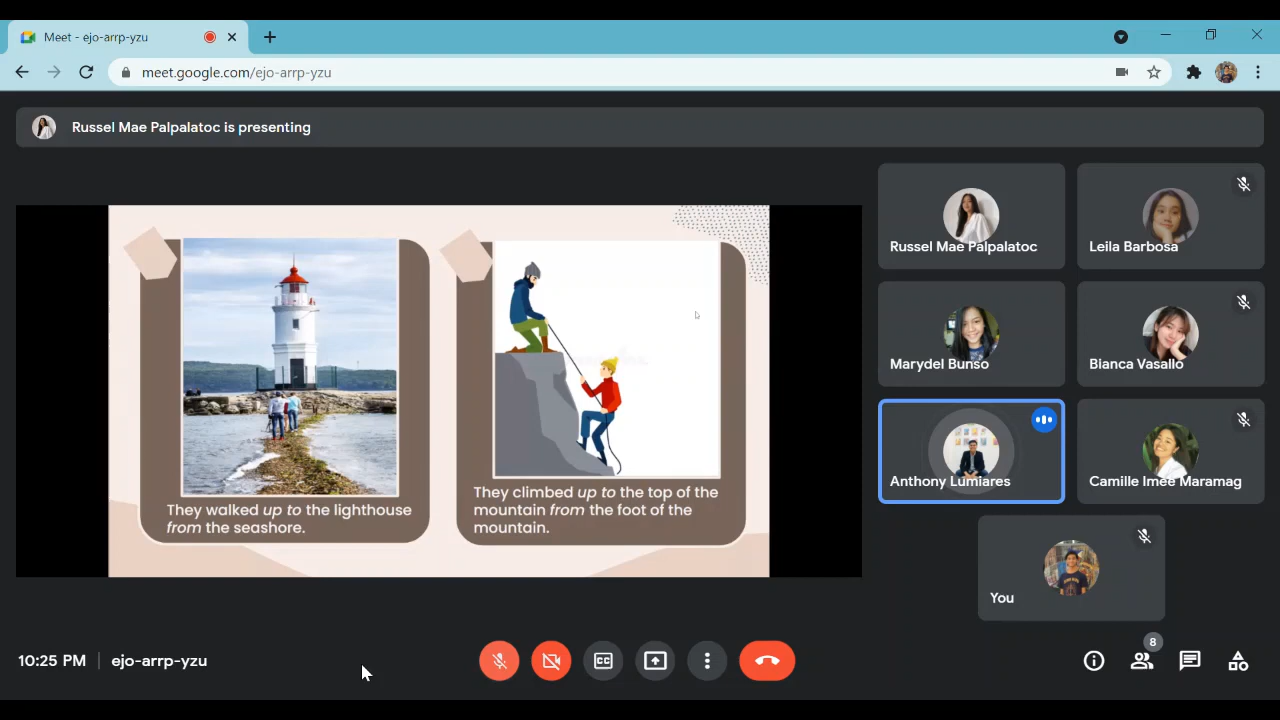 Meet - ejo-arrp-yzu
meet.google.com/ejo-arrp-yzu
Russel Mae Palpalatoc is presenting
They walked up to the lighthouse
from the seashore.
They climbed up to the top of the
mountain from the foot of the
mountain.
Russel Mae Palpalatoc
Leila Barbosa
Marydel Bunso
Bianca Vasallo
Anthony Lumiares
Camille Imee Maramag
You
10:25 PM
ejo-arrp-yzu
CC
8